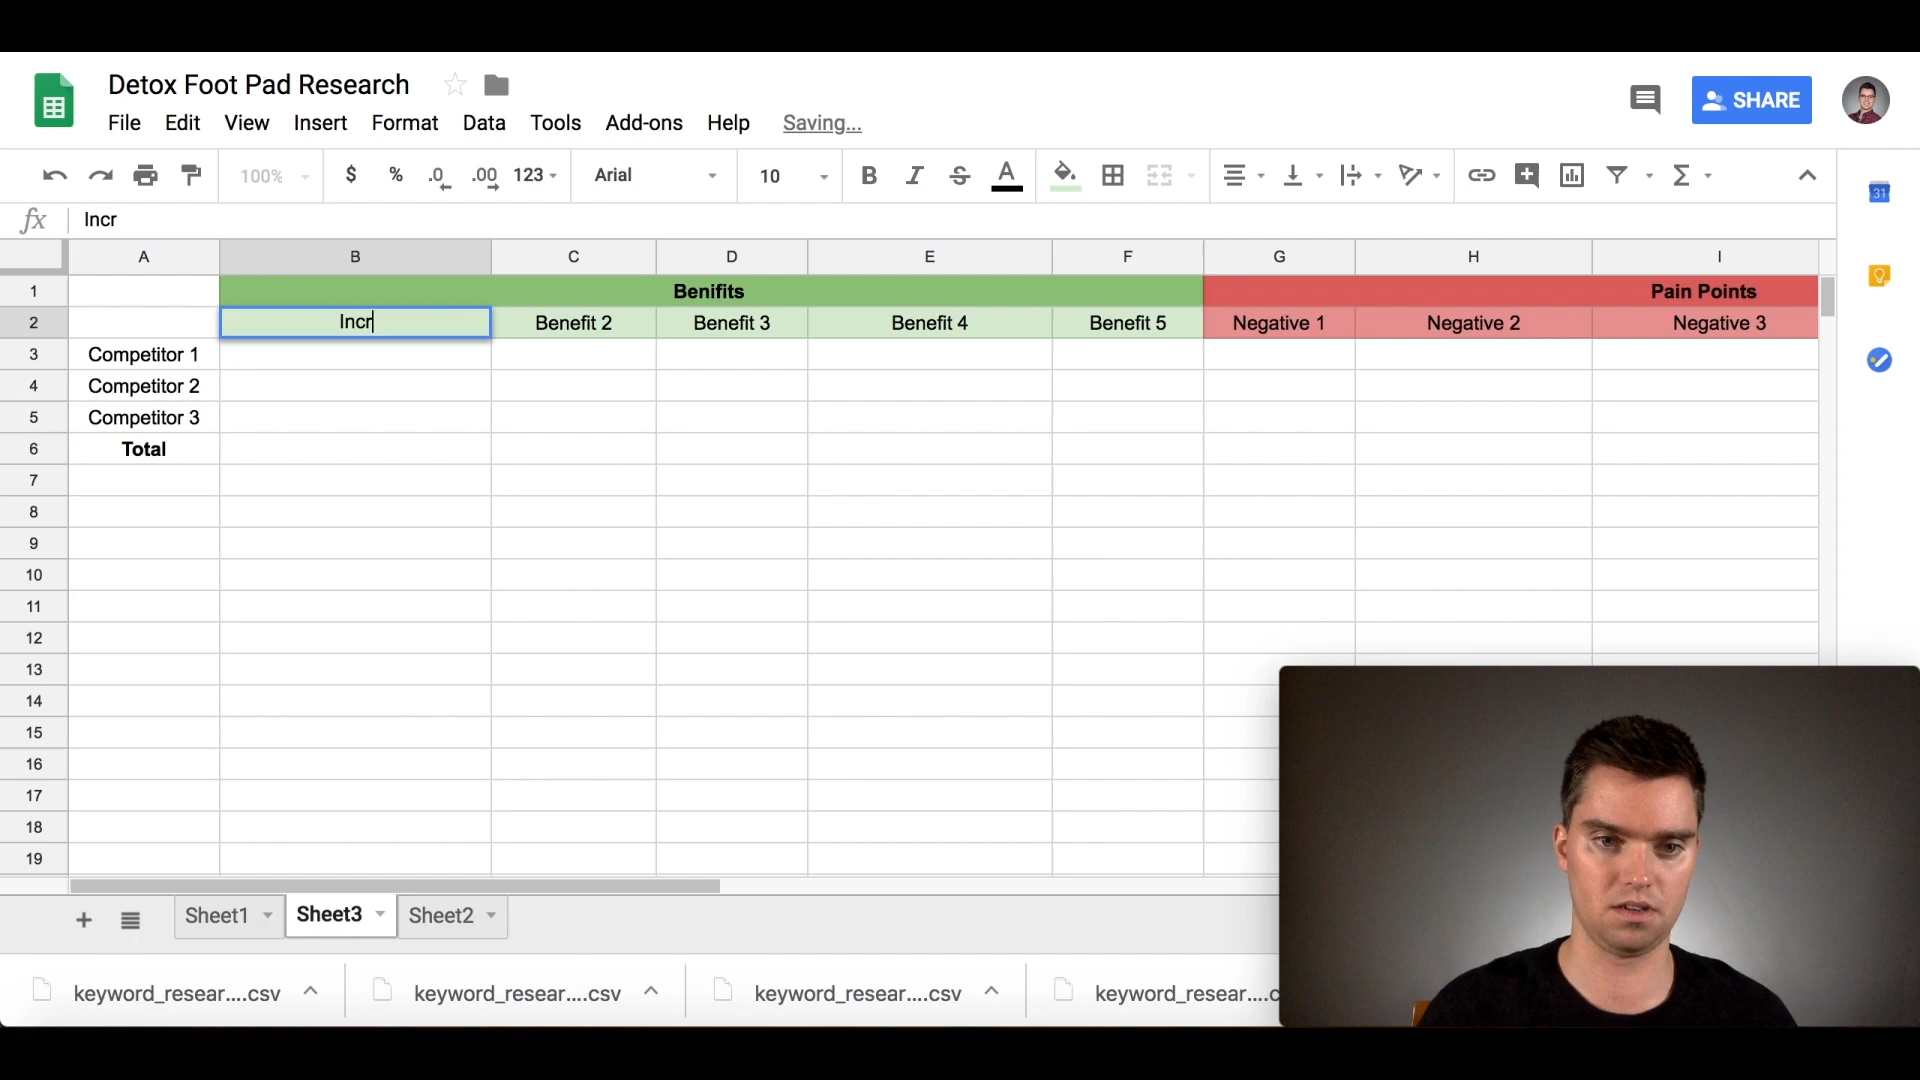 Detox Foot Pad Research
File Edit View Insert Format Data Tools Add-ons Help Saving...
SHARE
100% $ % .0 .00 123 Arial 10 B I S A
31
fx Incr
A B C D E F G H I
1 Benifits Pain Points
2 Incr Benefit 2 Benefit 3 Benefit 4 Benefit 5 Negative 1 Negative 2 Negative 3
3 Competitor 1
4 Competitor 2
5 Competitor 3
6 Total
7
8
9
10
11
12
13
14
15
16
17
18
19
Sheet1 Sheet3 Sheet2
keyword_resear....csv keyword_resear....csv keyword_resear....csv keyword_resear....c